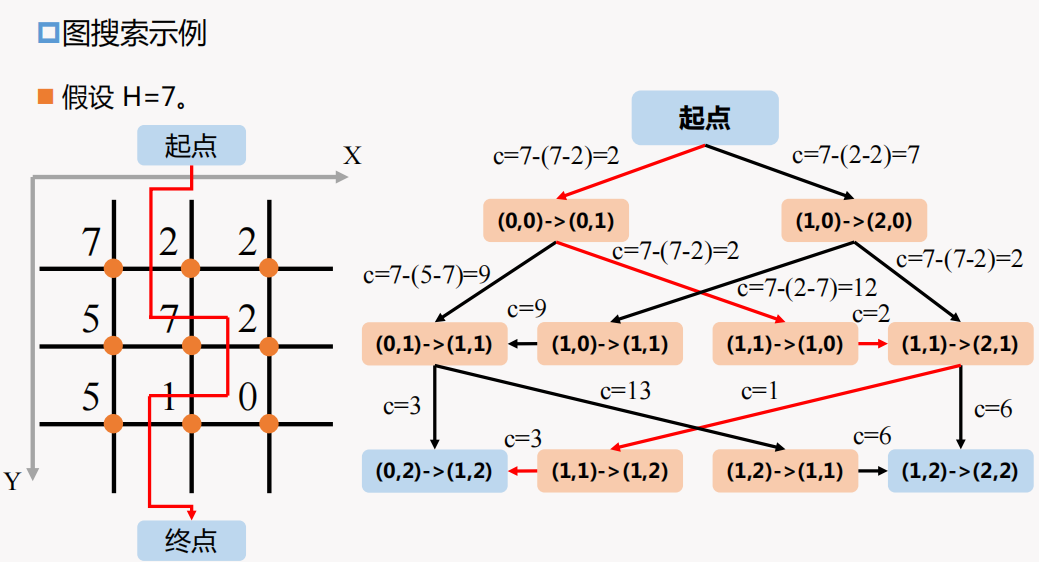 图搜索示例
假设 H=7。
起点
X
7 2 2
5 7 2
5 1 0
Y
终点
起点
c=7-(7-2)=2
c=7-(2-2)=7
(0,0)->(0,1)
(1,0)->(2,0)
c=7-(5-7)=9
c=7-(7-2)=2
c=7-(2-7)=12
c=7-(7-2)=2
c=9
c=2
(0,1)->(1,1)
(1,0)->(1,1)
(1,1)->(1,0)
(1,1)->(2,1)
c=3
c=13
c=1
c=6
c=3
c=6
(0,2)->(1,2)
(1,1)->(1,2)
(1,2)->(1,1)
(1,2)->(2,2)